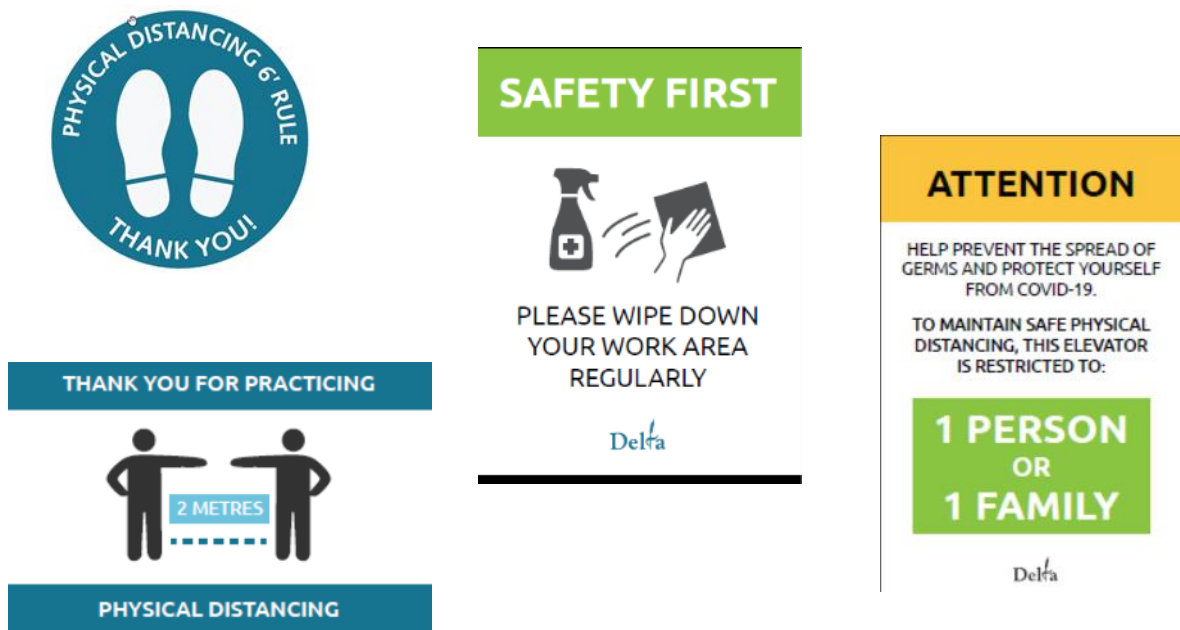 PHYSICAL DISTANCING 6' RULE
THANK YOU!
THANK YOU FOR PRACTICING
2 METRES
PHYSICAL DISTANCING
SAFETY FIRST
PLEASE WIPE DOWN
YOUR WORK AREA
REGULARLY
Delta
ATTENTION
HELP PREVENT THE SPREAD OF
GERMS AND PROTECT YOURSELF
FROM COVID-19.
TO MAINTAIN SAFE PHYSICAL
DISTANCING, THIS ELEVATOR
IS RESTRICTED TO:
1 PERSON
OR
1 FAMILY
Delta